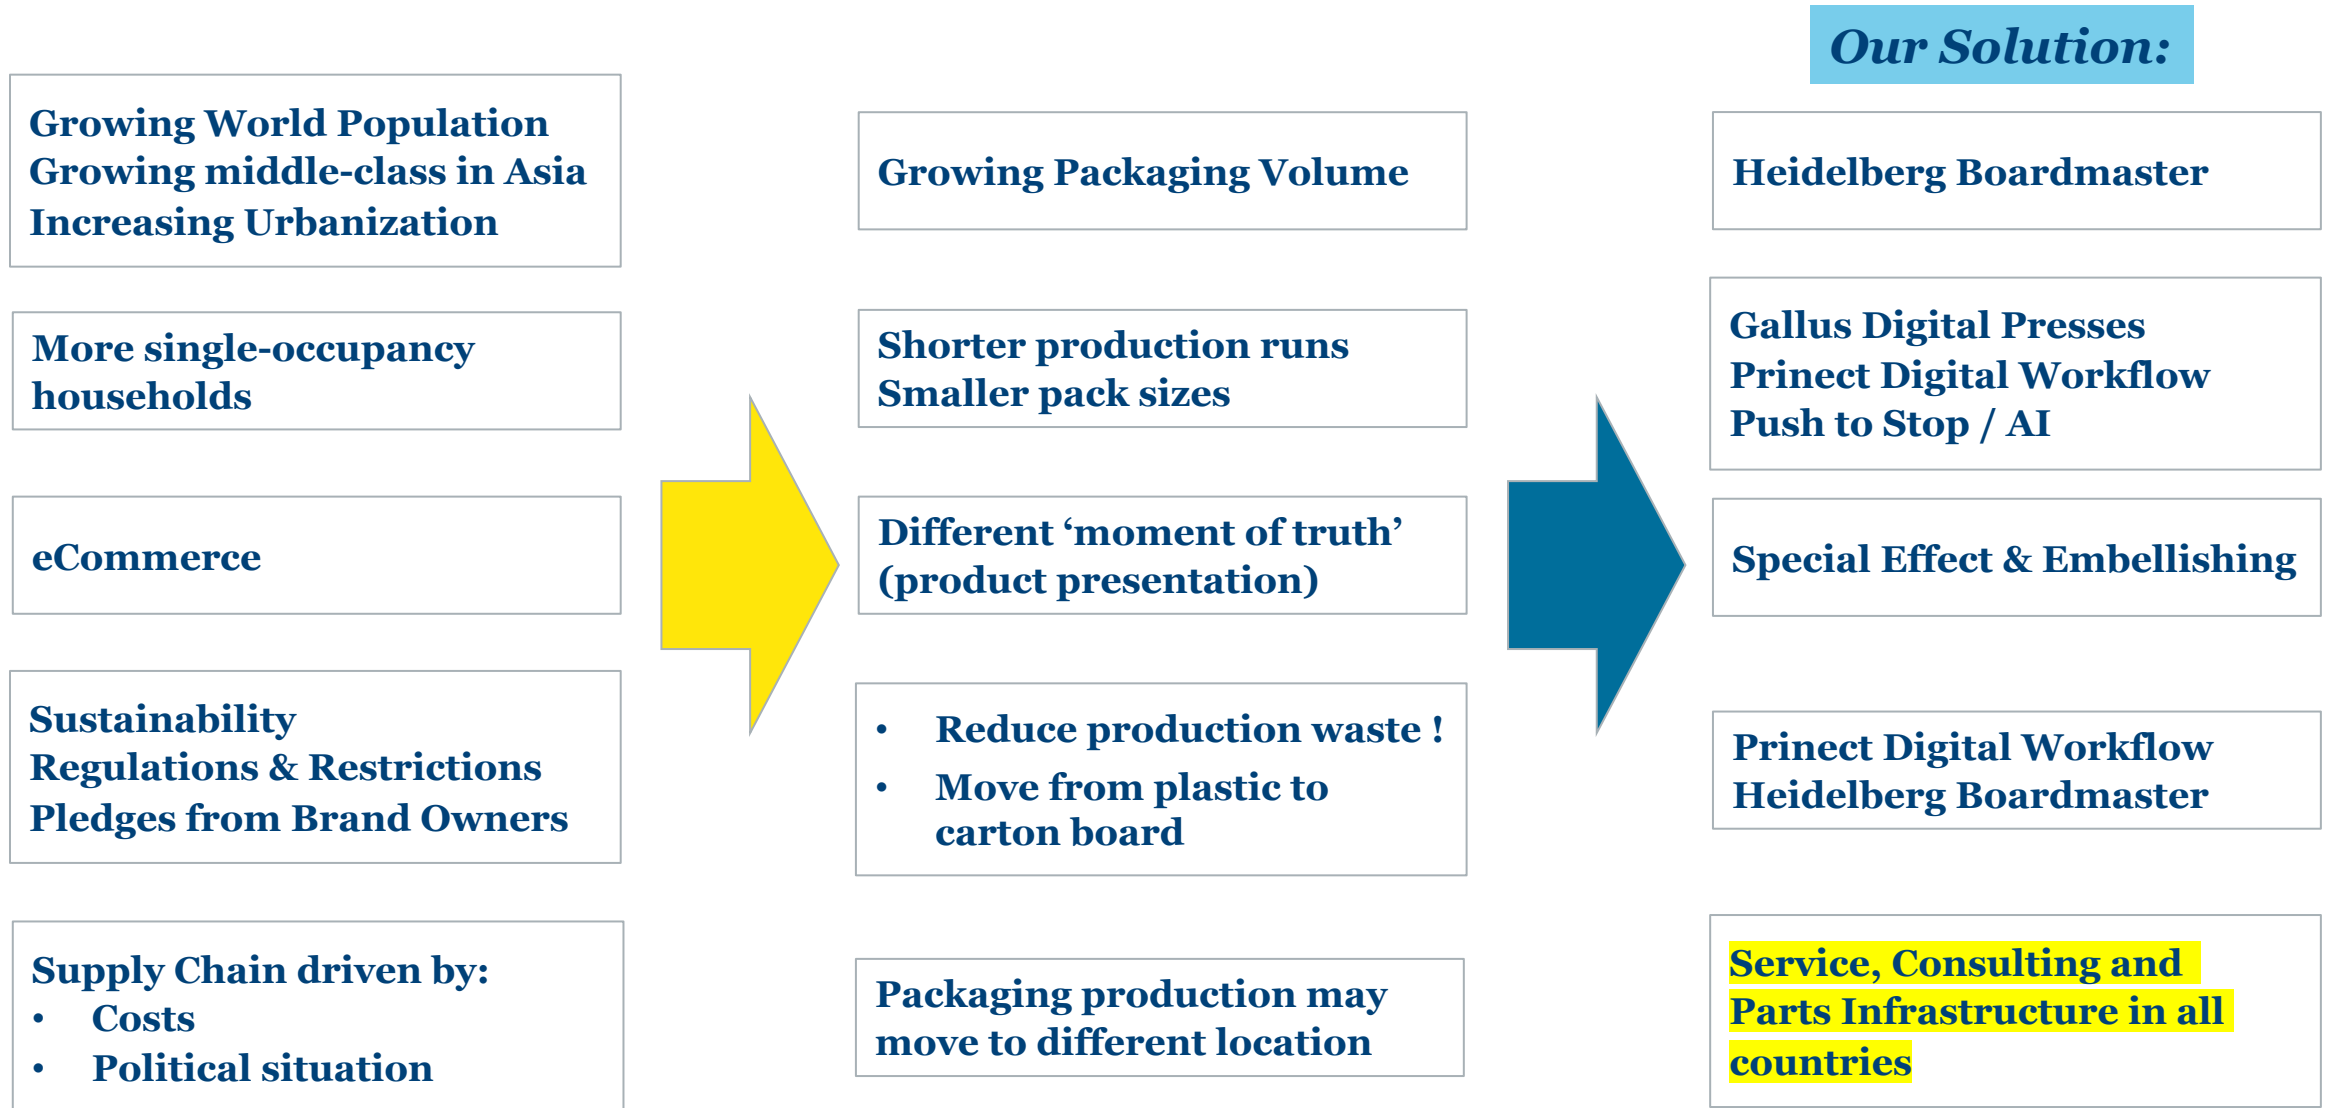 Our Solution:
Growing World Population
Growing middle-class in Asia
Increasing Urbanization
Growing Packaging Volume
Heidelberg Boardmaster
More single-occupancy
households
Shorter production runs
Smaller pack sizes
Gallus Digital Presses
Prinect Digital Workflow
Push to Stop / AI
eCommerce
Different ‘moment of truth’
(product presentation)
Special Effect & Embellishing
Sustainability
Regulations & Restrictions
Pledges from Brand Owners
• Reduce production waste !
• Move from plastic to
carton board
Prinect Digital Workflow
Heidelberg Boardmaster
Supply Chain driven by:
• Costs
• Political situation
Packaging production may
move to different location
Service, Consulting and
Parts Infrastructure in all
countries